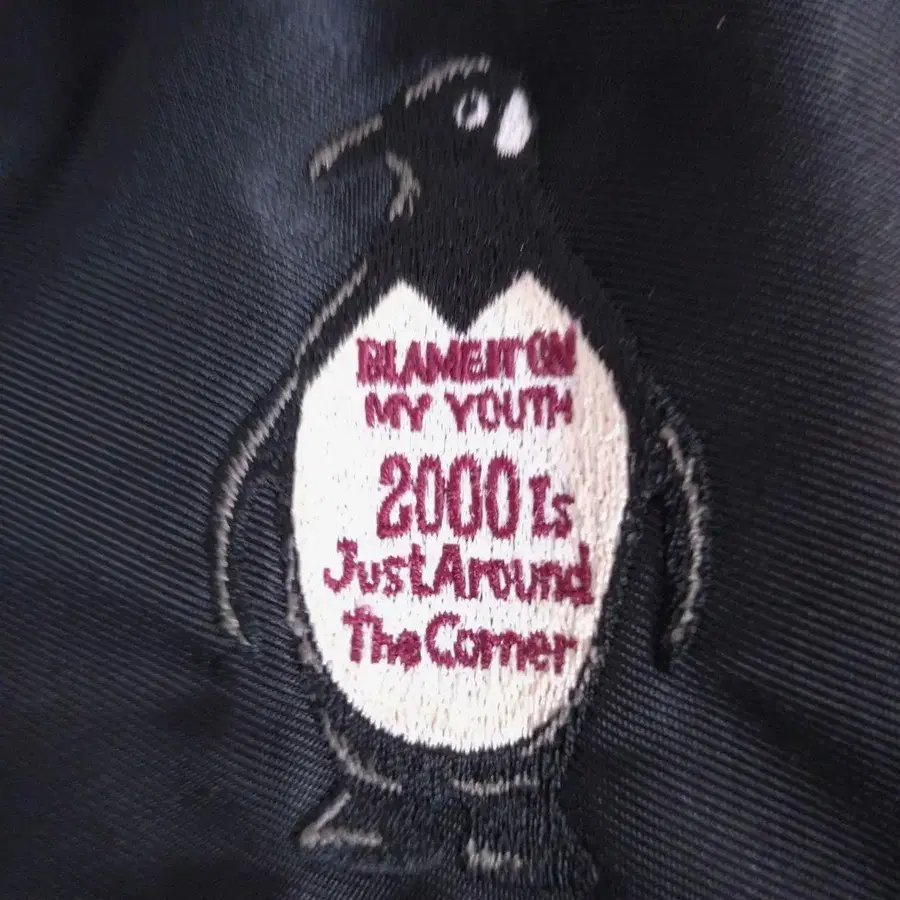 BLAME IT ON
MY YOUTH
2000 Is
Just Around
The Corner